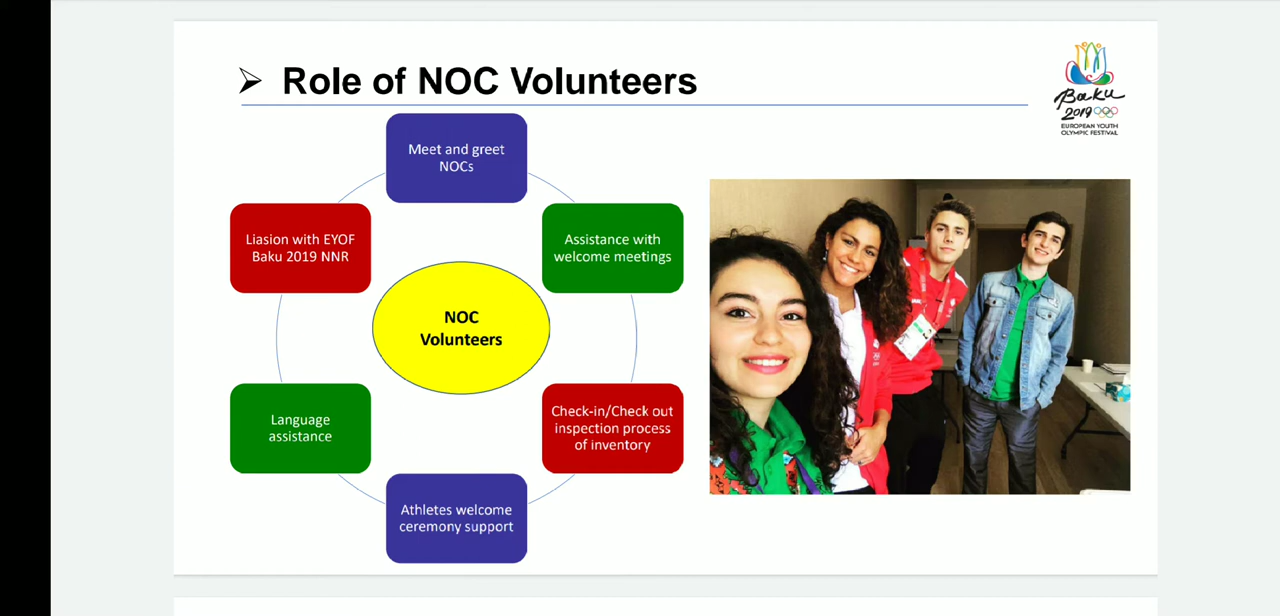 Role of NOC Volunteers
Baku
2019
EUROPEAN YOUTH
OLYMPIC FESTIVAL
Meet and greet
NOCs
Liasion with EYOF
Baku 2019 NNR
Assistance with
welcome meetings
NOC
Volunteers
Language
assistance
Check-in/Check out
inspection process
of inventory
Athletes welcome
ceremony support